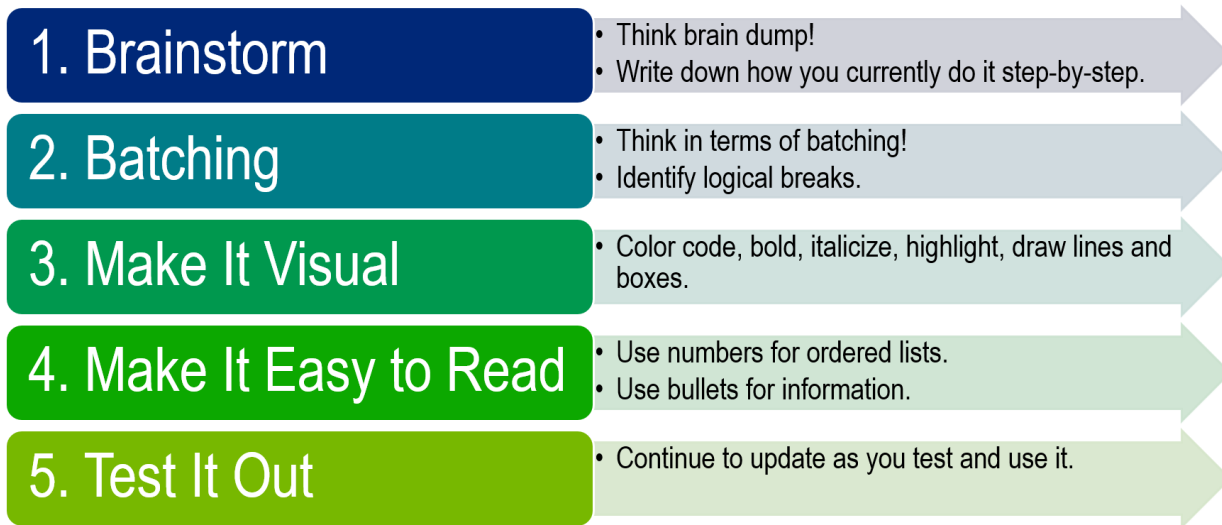 1. Brainstorm
• Think brain dump!
• Write down how you currently do it step-by-step.
2. Batching
• Think in terms of batching!
• Identify logical breaks.
3. Make It Visual
• Color code, bold, italicize, highlight, draw lines and
boxes.
4. Make It Easy to Read
• Use numbers for ordered lists.
• Use bullets for information.
5. Test It Out
• Continue to update as you test and use it.